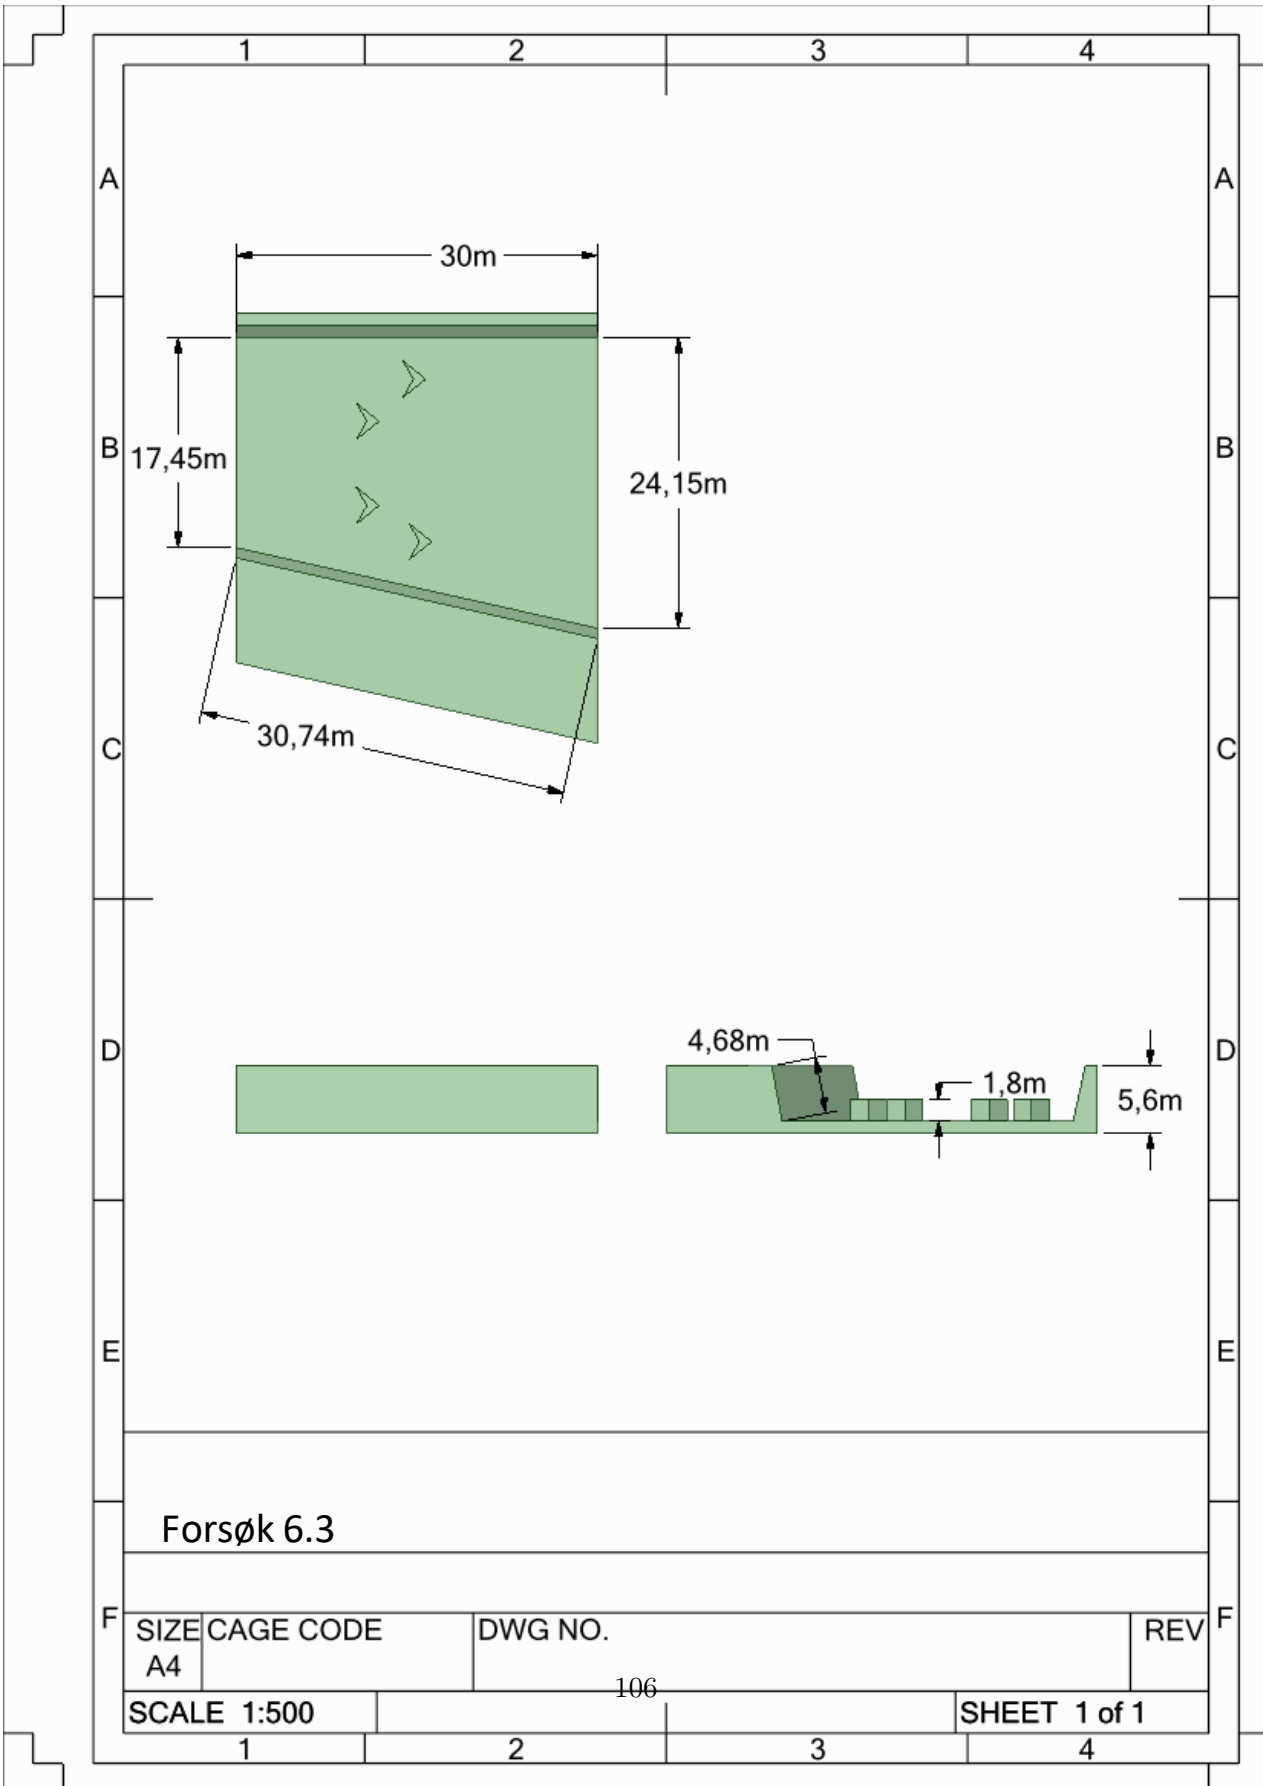 1 2 3 4
A A
30m
B 17,45m 24,15m B
C 30,74m C
D 4,68m 1,8m 5,6m D
E E
Forsøk 6.3
F SIZE CAGE CODE DWG NO. REV F
A4
106
SCALE 1:500 SHEET 1 of 1
1 2 3 4